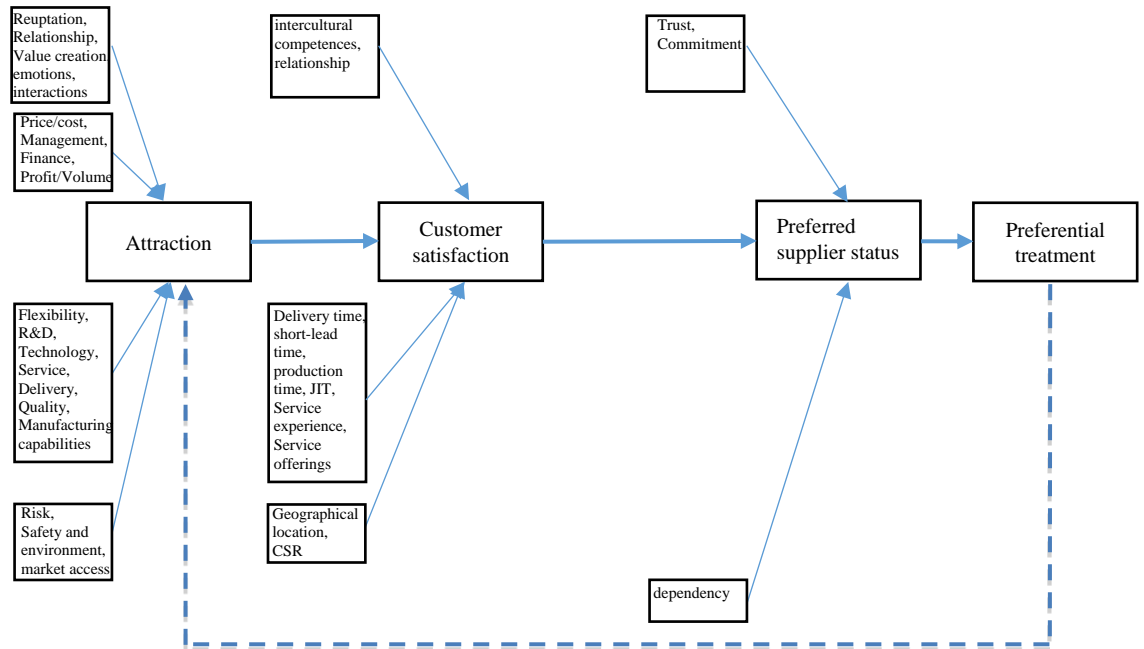 Reuptation,
Relationship,
Value creation
emotions,
interactions
Price/cost,
Management,
Finance,
Profit/Volume
intercultural
competences,
relationship
Trust,
Commitment
Attraction
Customer
satisfaction
Preferred
supplier status
Preferential
treatment
Flexibility,
R&D,
Technology,
Service,
Delivery,
Quality,
Manufacturing
capabilities
Risk,
Safety and
environment,
market access
Delivery time,
short-lead
time,
production
time, JIT,
Service
experience,
Service
offerings
Geographical
location,
CSR
dependency